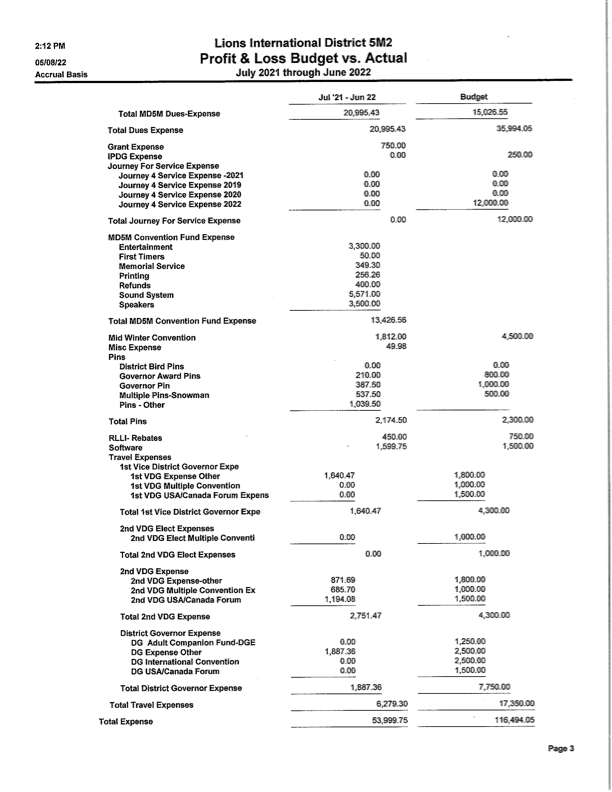 2:12 PM
Lions International District 5M2
05/08/22
Profit & Loss Budget vs. Actual
Accrual Basis
July 2021 through June 2022
Jul '21 - Jun 22 Budget
Total MD5M Dues-Expense 20,995.43 15,026.55
Total Dues Expense 20,995.43 35,994.05
Grant Expense 750.00
IPDG Expense 0.00 250.00
Journey For Service Expense
Journey 4 Service Expense -2021 0.00 0.00
Journey 4 Service Expense 2019 0.00 0.00
Journey 4 Service Expense 2020 0.00 0.00
Journey 4 Service Expense 2022 0.00 12,000.00
Total Journey For Service Expense 0.00 12,000.00
MD5M Convention Fund Expense
Entertainment 3,300.00
First Timers 50.00
Memorial Service 349.30
Printing 256.26
Refunds 400.00
Sound System 5,571.00
Speakers 3,500.00
Total MD5M Convention Fund Expense 13,426.56
Mid Winter Convention 1,812.00 4,500.00
Misc Expense 49.98
Pins
District Bird Pins 0.00 0.00
Governor Award Pins 210.00 800.00
Governor Pin 387.50 1,000.00
Multiple Pins-Snowman 537.50 500.00
Pins - Other 1,039.50
Total Pins 2,174.50 2,300.00
RLLI- Rebates 450.00 750.00
Software 1,599.75 1,500.00
Travel Expenses
1st Vice District Governor Expe
1st VDG Expense Other 1,640.47 1,800.00
1st VDG Multiple Convention 0.00 1,000.00
1st VDG USA/Canada Forum Expens 0.00 1,500.00
Total 1st Vice District Governor Expe 1,640.47 4,300.00
2nd VDG Elect Expenses
2nd VDG Elect Multiple Conventi 0.00 1,000.00
Total 2nd VDG Elect Expenses 0.00 1,000.00
2nd VDG Expense
2nd VDG Expense-other 871.69 1,800.00
2nd VDG Multiple Convention Ex 685.70 1,000.00
2nd VDG USA/Canada Forum 1,194.08 1,500.00
Total 2nd VDG Expense 2,751.47 4,300.00
District Governor Expense
DG Adult Companion Fund-DGE 0.00 1,250.00
DG Expense Other 1,887.36 2,500.00
DG International Convention 0.00 2,500.00
DG USA/Canada Forum 0.00 1,500.00
Total District Governor Expense 1,887.36 7,750.00
Total Travel Expenses 6,279.30 17,350.00
Total Expense 53,999.75 116,494.05
Page 3